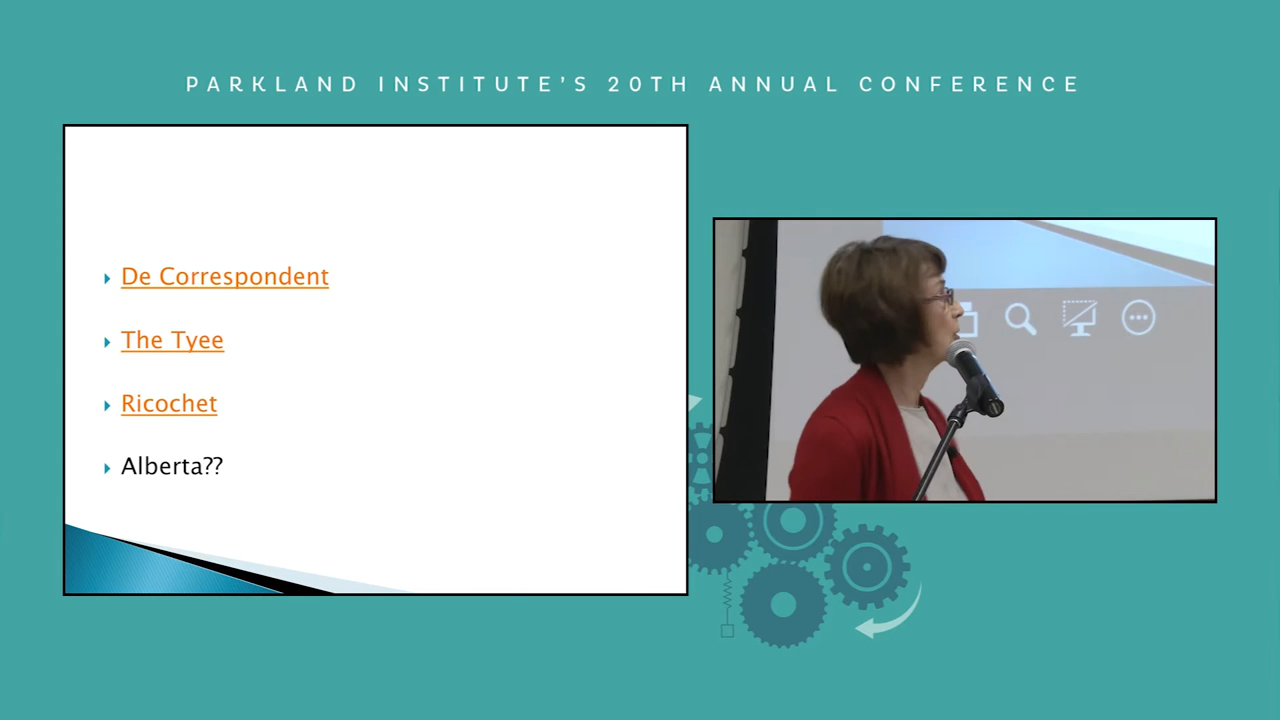 PARKLAND INSTITUTE'S 20TH ANNUAL CONFERENCE
De Correspondent
The Tyee
Ricochet
Alberta??